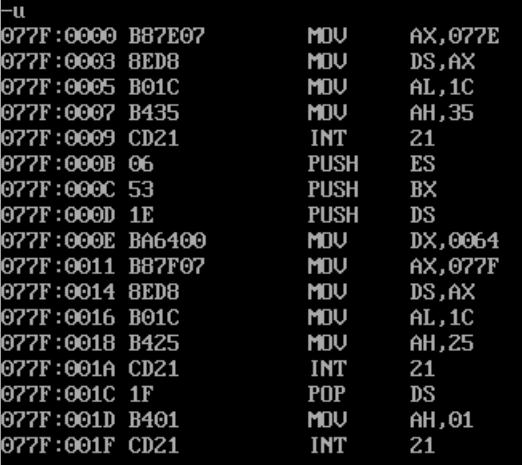 -u
077F:0000 B87E07 MOV AX,077E
077F:0003 8ED8 MOV DS,AX
077F:0005 B01C MOV AL,1C
077F:0007 B435 MOV AH,35
077F:0009 CD21 INT 21
077F:000B 06 PUSH ES
077F:000C 53 PUSH BX
077F:000D 1E PUSH DS
077F:000E BA6400 MOV DX,0064
077F:0011 B87F07 MOV AX,077F
077F:0014 8ED8 MOV DS,AX
077F:0016 B01C MOV AL,1C
077F:0018 B425 MOV AH,25
077F:001A CD21 INT 21
077F:001C 1F POP DS
077F:001D B401 MOV AH,01
077F:001F CD21 INT 21